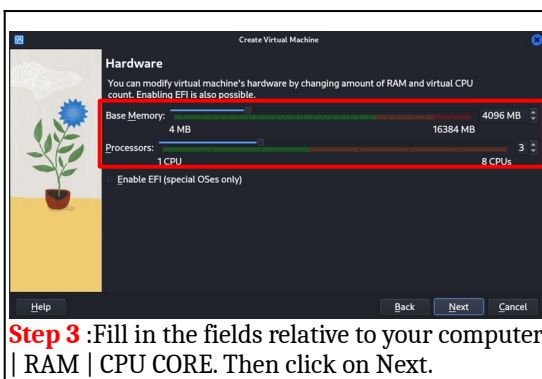 Create Virtual Machine
Hardware
You can modify virtual machine's hardware by changing amount of RAM and virtual CPU
count. Enabling EFI is also possible.
Base Memory: 4096 MB
4 MB 16384 MB
Processors: 3
1 CPU 8 CPUs
Enable EFI (special OSes only)
Help Back Next Cancel
Step 3 :Fill in the fields relative to your computer
| RAM | CPU CORE. Then click on Next.